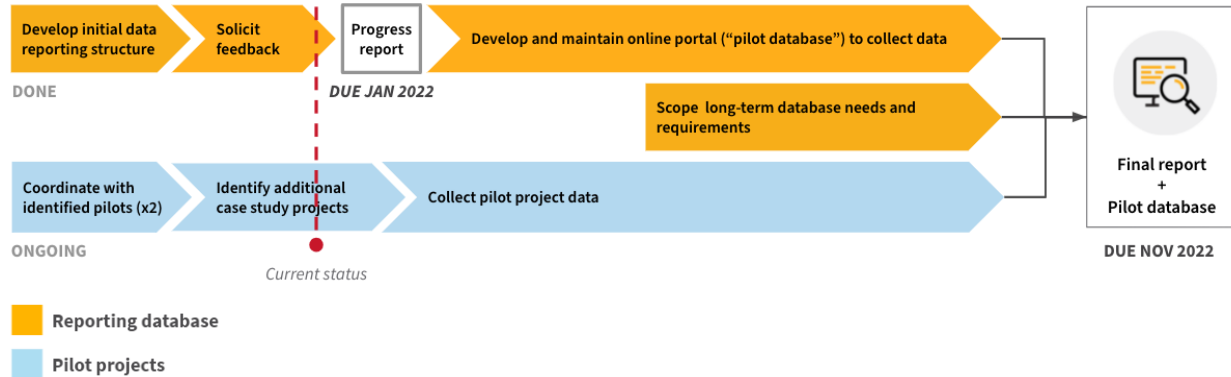 Develop initial data
reporting structure
Solicit
feedback
Progress
report
Develop and maintain online portal (“pilot database”) to collect data
DONE
DUE JAN 2022
Scope  long-term database needs and
requirements
Coordinate with
identified pilots (x2)
Identify additional
case study projects
Collect pilot project data
Final report
+
Pilot database
ONGOING
DUE NOV 2022
Current status
Reporting database
Pilot projects